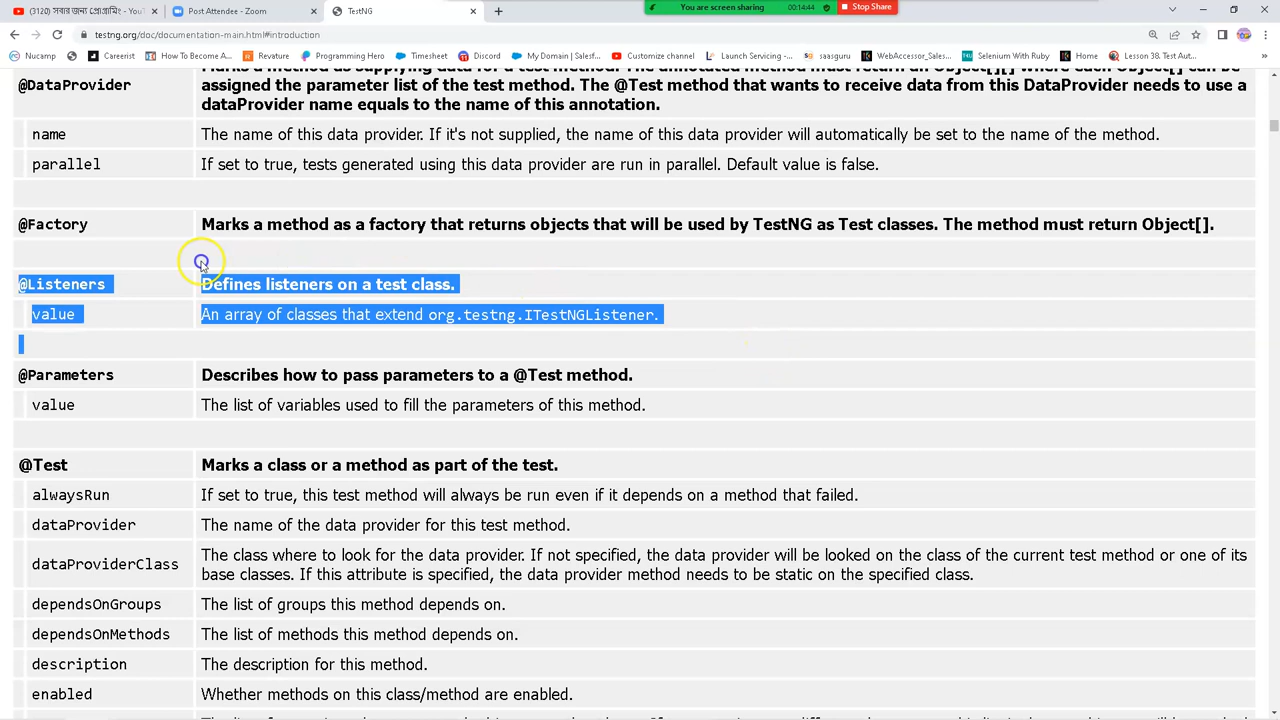 (3120) সবার জন্য প্রোগ্রামিং - YouT
Post Attendee - Zoom
TestNG
You are screen sharing
00:14:44
Stop Share
testng.org/doc/documentation-main.html#introduction
Nucamp
Careerist
How To Become A...
Revature
Programming Hero
Timesheet
Discord
My Domain | Salesf...
Customize channel
Launch Servicing -...
saasguru
WebAccessor_Sales...
Selenium With Ruby
Home
Lesson 38. Test Aut...
@DataProvider
assigned the parameter list of the test method. The @Test method that wants to receive data from this DataProvider needs to use a
dataProvider name equals to the name of this annotation.
name The name of this data provider. If it's not supplied, the name of this data provider will automatically be set to the name of the method.
parallel If set to true, tests generated using this data provider are run in parallel. Default value is false.
@Factory Marks a method as a factory that returns objects that will be used by TestNG as Test classes. The method must return Object[].
@Listeners Defines listeners on a test class.
value An array of classes that extend org.testng.ITestNGListener.
@Parameters Describes how to pass parameters to a @Test method.
value The list of variables used to fill the parameters of this method.
@Test Marks a class or a method as part of the test.
alwaysRun If set to true, this test method will always be run even if it depends on a method that failed.
dataProvider The name of the data provider for this test method.
dataProviderClass The class where to look for the data provider. If not specified, the data provider will be looked on the class of the current test method or one of its
base classes. If this attribute is specified, the data provider method needs to be static on the specified class.
dependsOnGroups The list of groups this method depends on.
dependsOnMethods The list of methods this method depends on.
description The description for this method.
enabled Whether methods on this class/method are enabled.